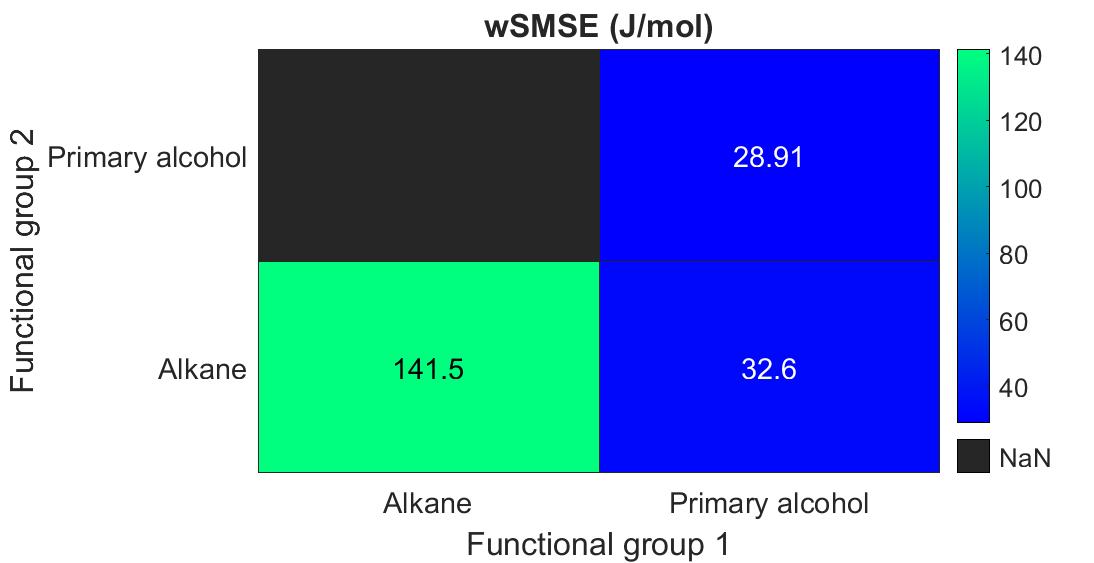 wSMSE (J/mol)
Functional group 2
Primary alcohol
Alkane
28.91
141.5
32.6
Alkane
Primary alcohol
Functional group 1
140
120
100
80
60
40
NaN